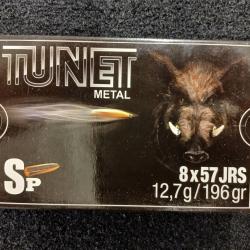 TUNET
METAL
SP
8x57JRS
12,7g/196gr